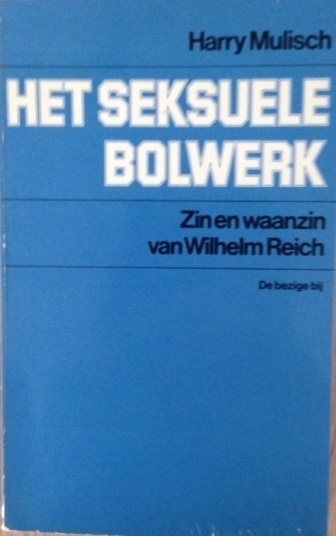 Harry Mulisch
HET SEKSUELE
BOLWERK
Zin en waanzin
van Wilhelm Reich
De bezige bij